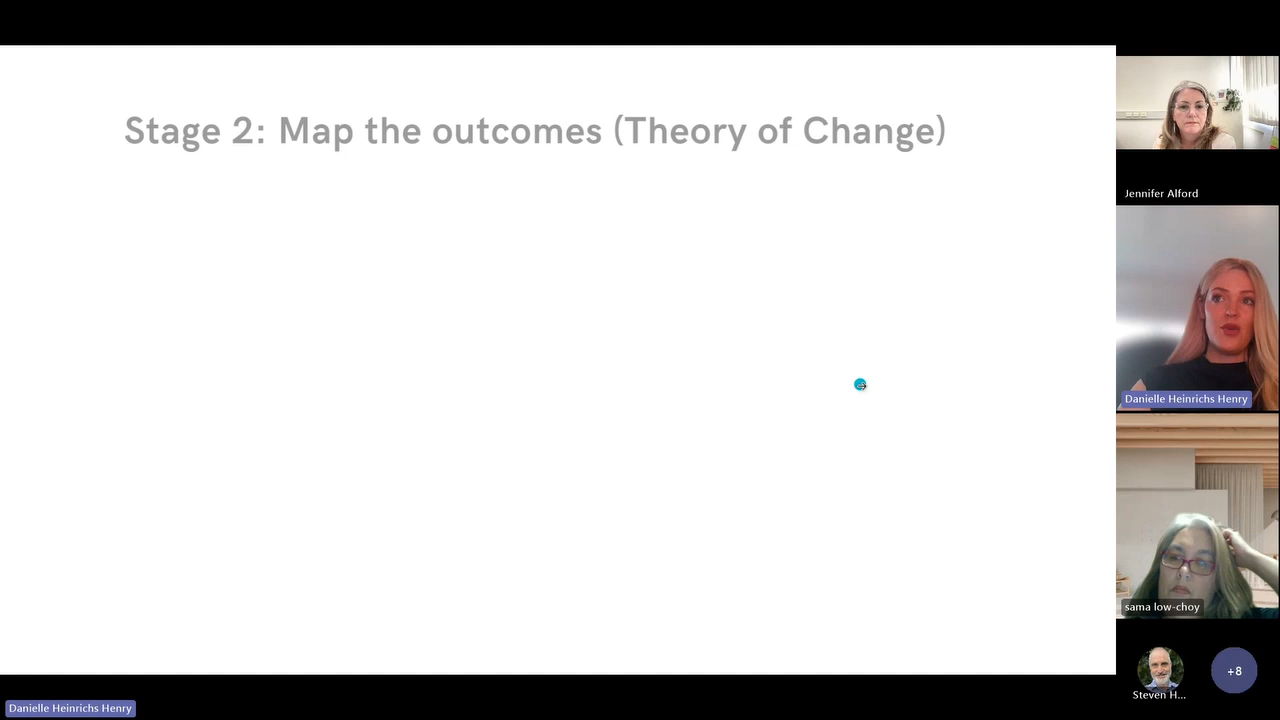 Stage 2: Map the outcomes (Theory of Change)
Jennifer Alford
Danielle Heinrichs Henry
sama low-choy
Steven H...
+8
Danielle Heinrichs Henry